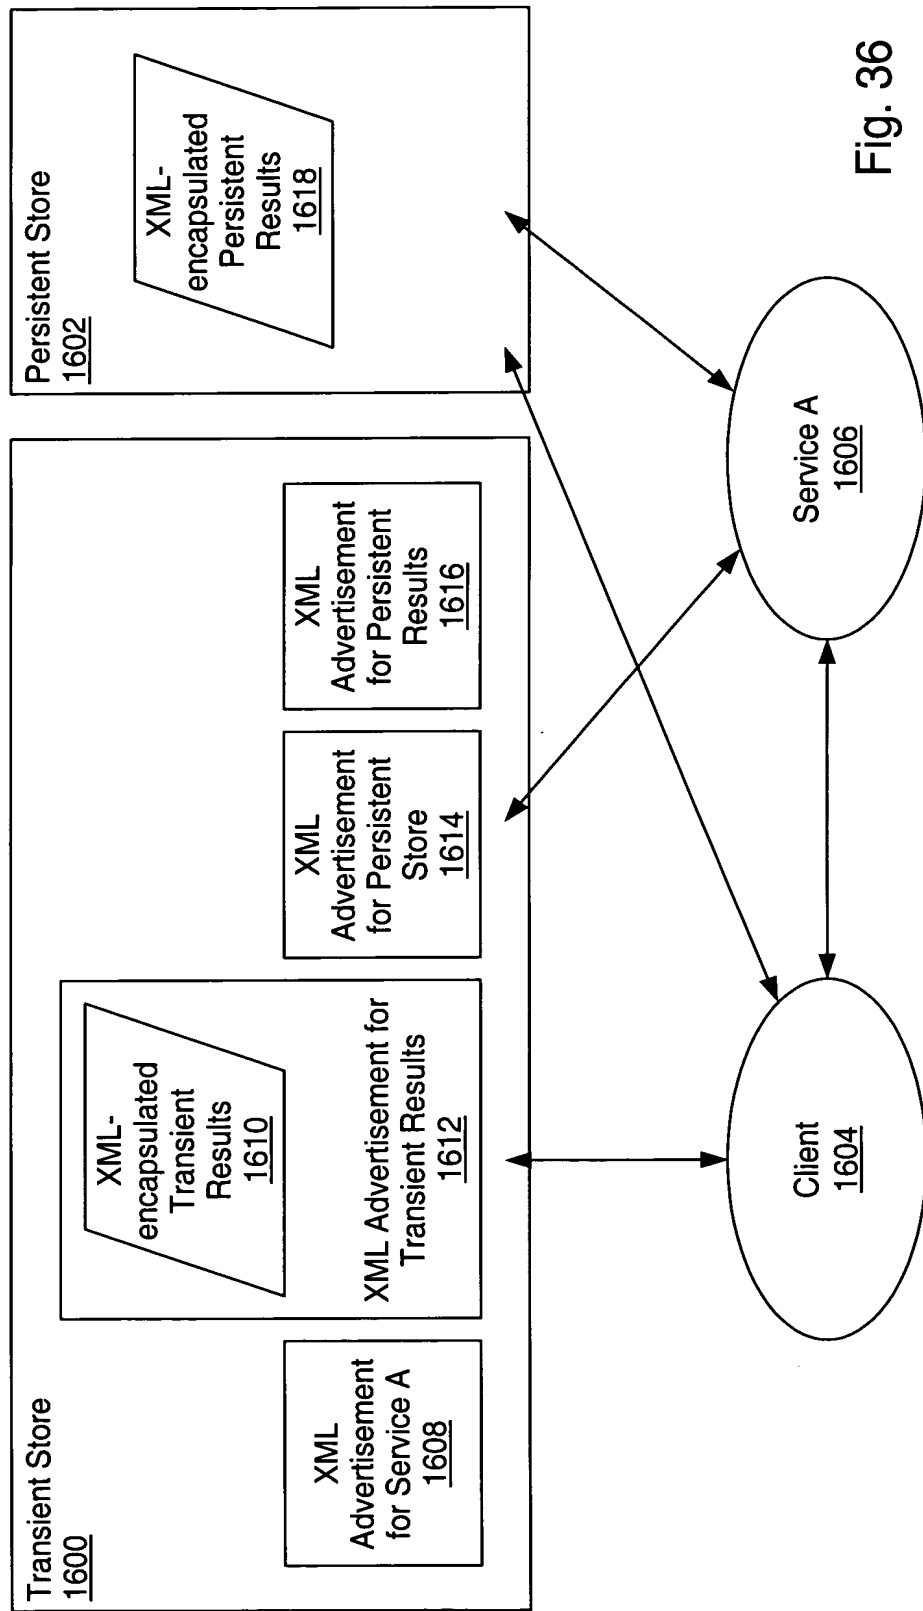 Transient Store
1600
XML
Advertisement
for Service A
1608
XML-
encapsulated
Transient
Results
1610
XML Advertisement for
Transient Results
1612
XML
Advertisement
for Persistent
Store
1614
XML
Advertisement
for Persistent
Results
1616
Persistent Store
1602
XML-
encapsulated
Persistent
Results
1618
Client
1604
Service A
1606
Fig. 36